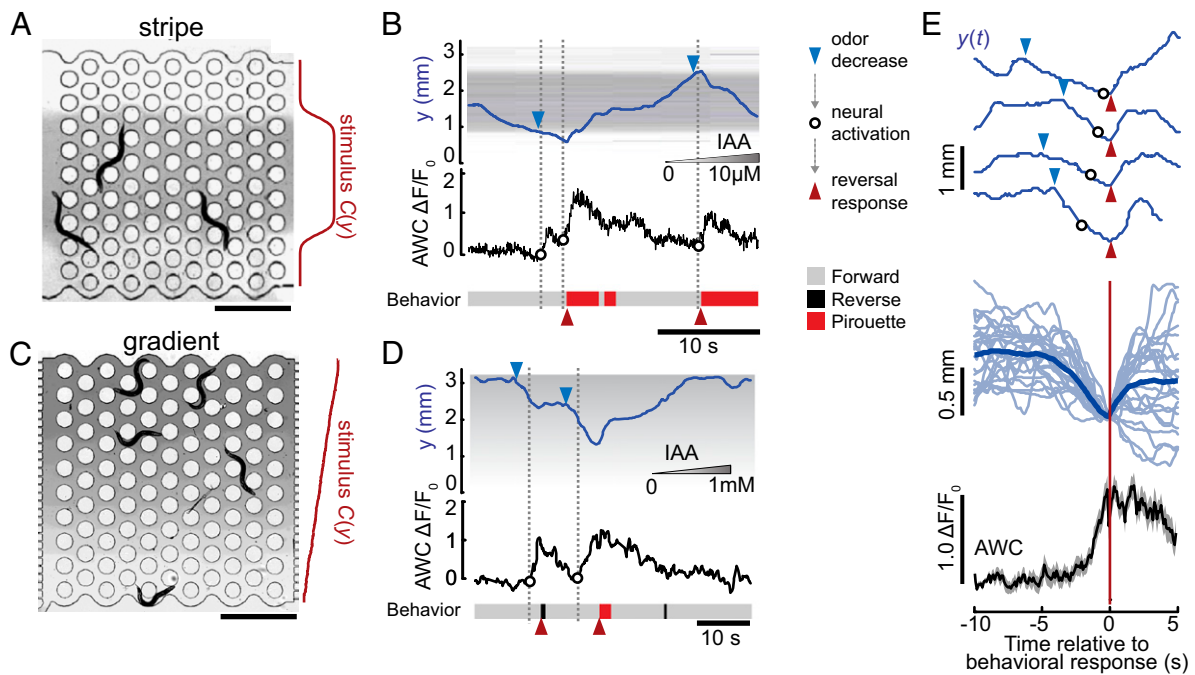 A
stripe
stimulus C(y)
B
y (mm)
3
2
1
0
IAA
0
10µM
AWC ΔF/F0
2
1
0
Behavior
10 s
odor
decrease
neural
activation
reversal
response
Forward
Reverse
Pirouette
C
gradient
stimulus C(y)
D
y (mm)
3
2
1
0
IAA
0
1mM
AWC ΔF/F0
2
1
0
Behavior
10 s
E
y(t)
1 mm
0.5 mm
1.0 ΔF/F0
AWC
-10
-5
0
5
Time relative to
behavioral response (s)